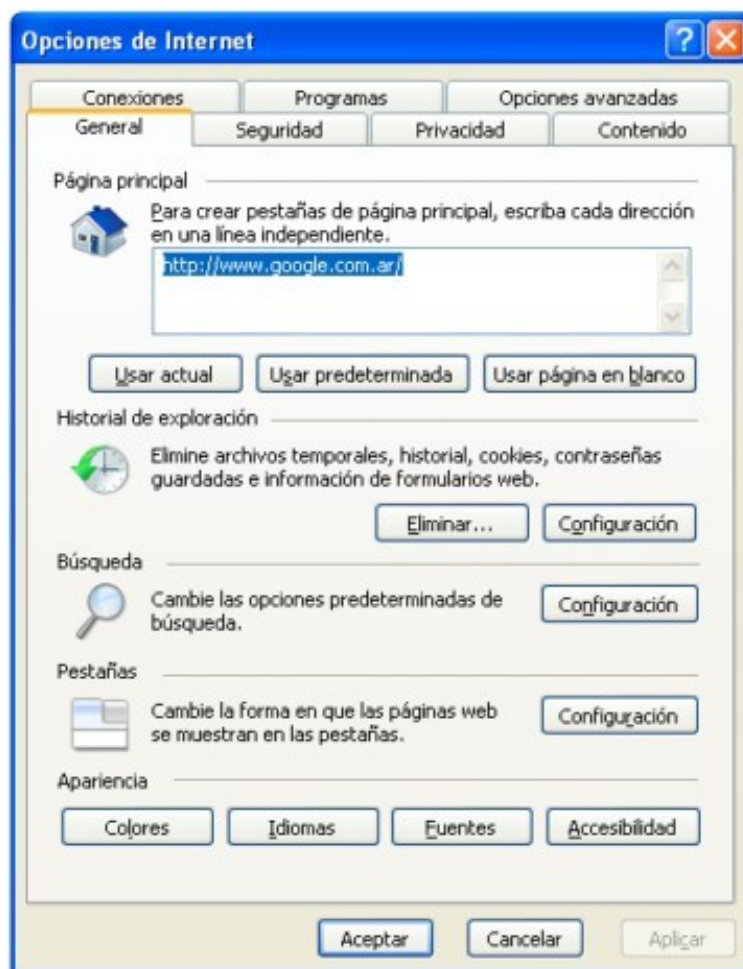 Opciones de Internet
Conexiones Programas Opciones avanzadas
General Seguridad Privacidad Contenido
Página principal
Para crear pestañas de página principal, escriba cada dirección
en una línea independiente.
http://www.google.com.ar/
Usar actual Usar predeterminada Usar página en blanco
Historial de exploración
Elimine archivos temporales, historial, cookies, contraseñas
guardadas e información de formularios web.
Eliminar... Configuración
Búsqueda
Cambie las opciones predeterminadas de
búsqueda.
Configuración
Pestañas
Cambie la forma en que las páginas web
se muestran en las pestañas.
Configuración
Apariencia
Colores Idiomas Fuentes Accesibilidad
Aceptar Cancelar Aplicar